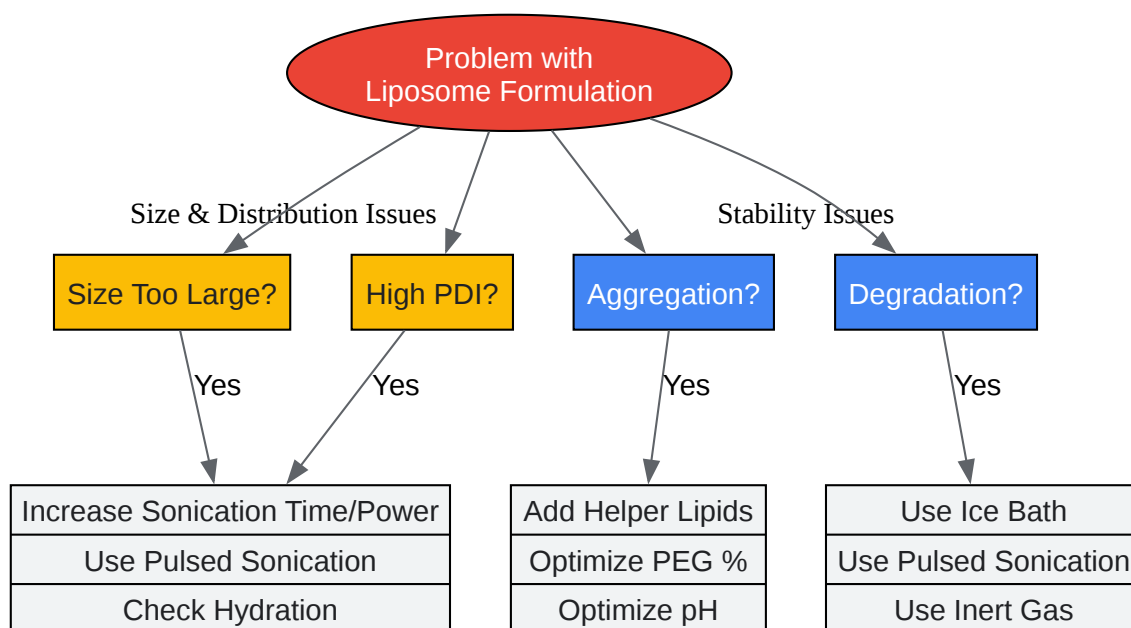 Problem with
Liposome Formulation
Size & Distribution Issues
Stability Issues
Size Too Large?
High PDI?
Aggregation?
Degradation?
Yes
Yes
Yes
Yes
Increase Sonication Time/Power
Use Pulsed Sonication
Check Hydration
Add Helper Lipids
Optimize PEG %
Optimize pH
Use Ice Bath
Use Pulsed Sonication
Use Inert Gas